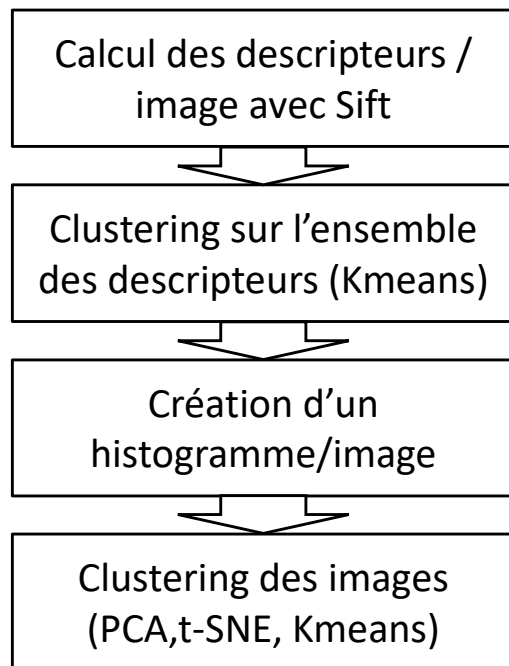 Calcul des descripteurs /
image avec Sift
Clustering sur l’ensemble
des descripteurs (Kmeans)
Création d’un
histogramme/image
Clustering des images
(PCA,t-SNE, Kmeans)